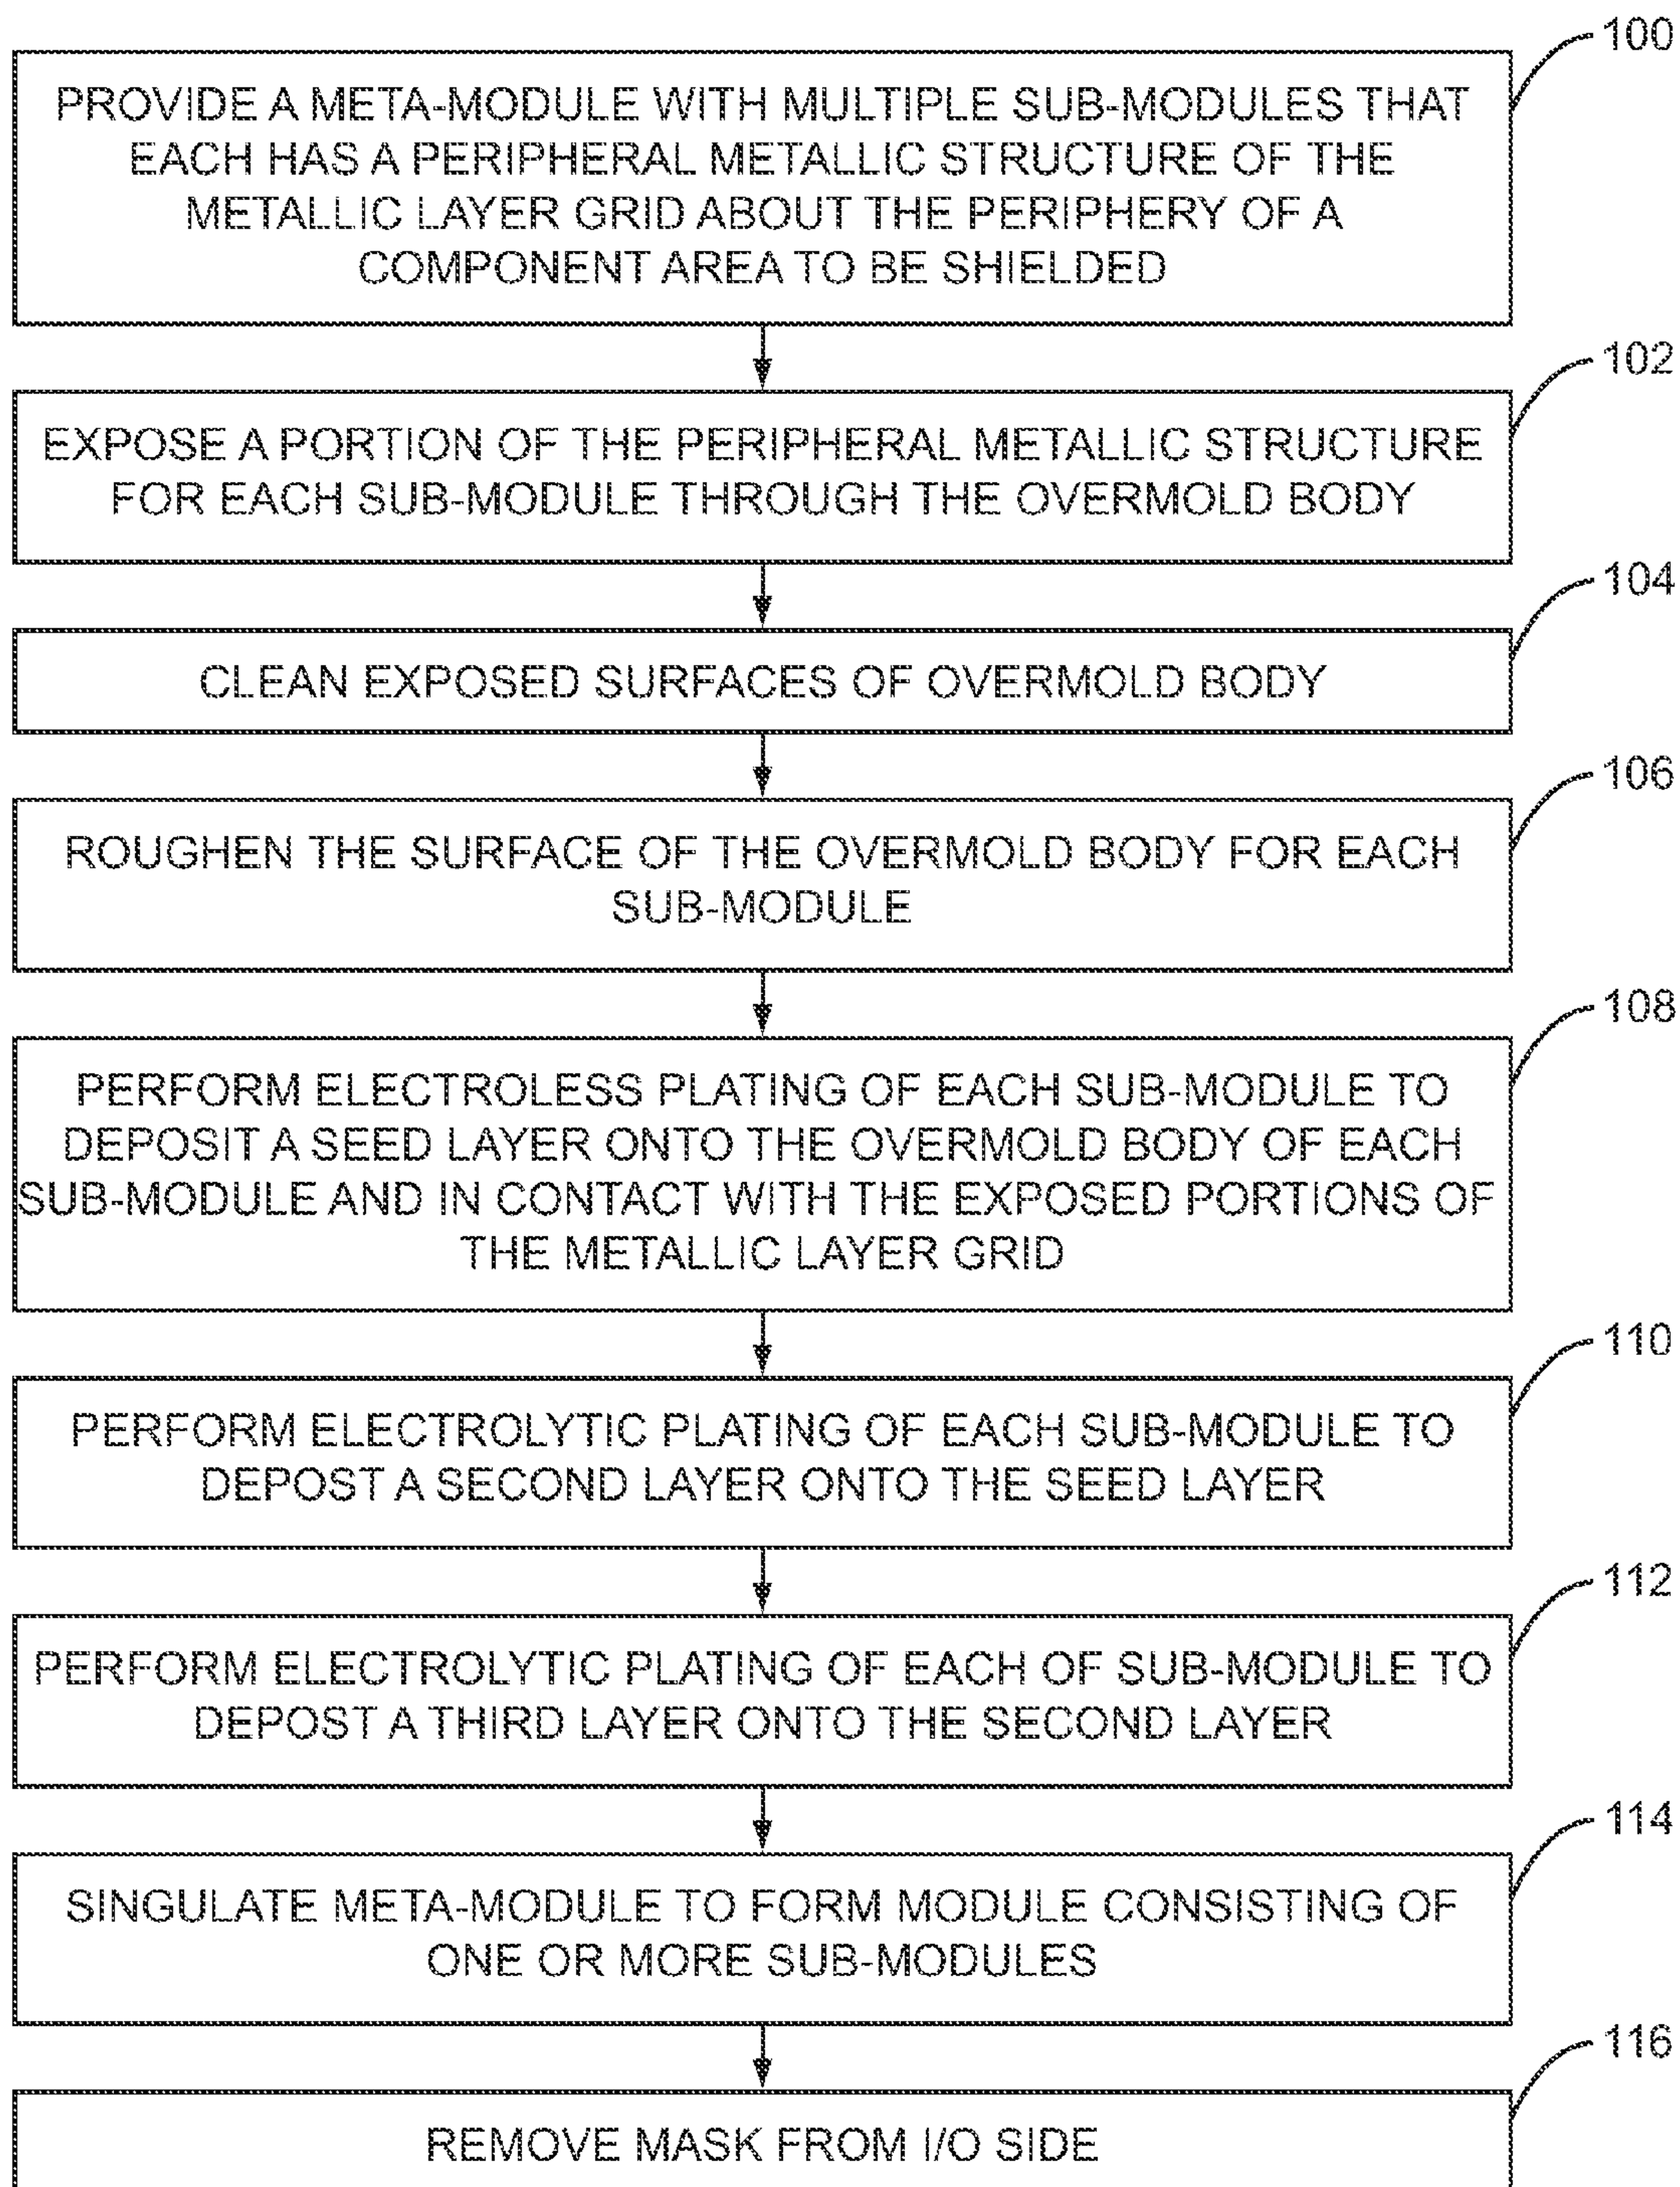 100
PROVIDE A META-MODULE WITH MULTIPLE SUB-MODULES THAT
EACH HAS A PERIPHERAL METALLIC STRUCTURE OF THE
METALLIC LAYER GRID ABOUT THE PERIPHERY OF A
COMPONENT AREA TO BE SHIELDED
102
EXPOSE A PORTION OF THE PERIPHERAL METALLIC STRUCTURE
FOR EACH SUB-MODULE THROUGH THE OVERMOLD BODY
104
CLEAN EXPOSED SURFACES OF OVERMOLD BODY
106
ROUGHEN THE SURFACE OF THE OVERMOLD BODY FOR EACH
SUB-MODULE
108
PERFORM ELECTROLESS PLATING OF EACH SUB-MODULE TO
DEPOSIT A SEED LAYER ONTO THE OVERMOLD BODY OF EACH
SUB-MODULE AND IN CONTACT WITH THE EXPOSED PORTIONS OF
THE METALLIC LAYER GRID
110
PERFORM ELECTROLYTIC PLATING OF EACH SUB-MODULE TO
DEPOST A SECOND LAYER ONTO THE SEED LAYER
112
PERFORM ELECTROLYTIC PLATING OF EACH OF SUB-MODULE TO
DEPOST A THIRD LAYER ONTO THE SECOND LAYER
114
SINGULATE META-MODULE TO FORM MODULE CONSISTING OF
ONE OR MORE SUB-MODULES
116
REMOVE MASK FROM I/O SIDE